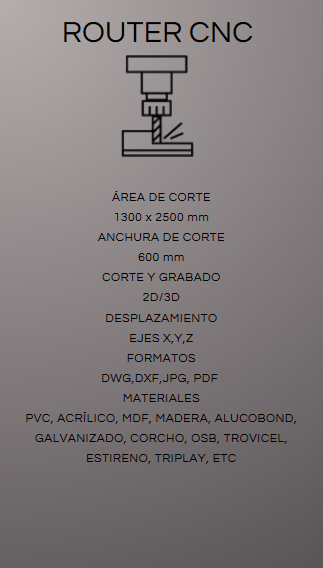 ROUTER CNC
ÁREA DE CORTE
1300 x 2500 mm
ANCHURA DE CORTE
600 mm
CORTE Y GRABADO
2D/3D
DESPLAZAMIENTO
EJES X,Y,Z
FORMATOS
DWG,DXF,JPG, PDF
MATERIALES
PVC, ACRÍLICO, MDF, MADERA, ALUCOBOND,
GALVANIZADO, CORCHO, OSB, TROVICEL,
ESTIRENO, TRIPLAY, ETC